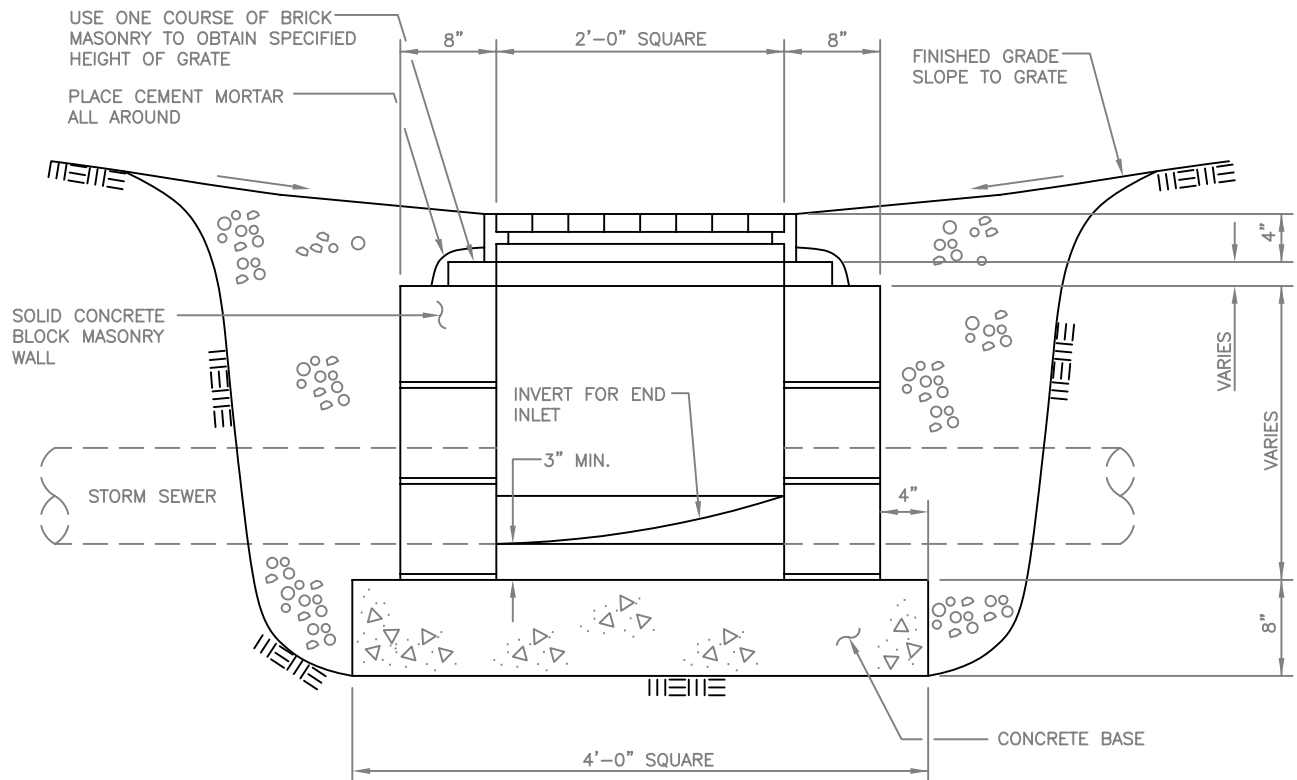 USE ONE COURSE OF BRICK
MASONRY TO OBTAIN SPECIFIED
HEIGHT OF GRATE
8"
2'-0" SQUARE
8"
FINISHED GRADE
SLOPE TO GRATE
PLACE CEMENT MORTAR
ALL AROUND
4"
SOLID CONCRETE
BLOCK MASONRY
WALL
VARIES
INVERT FOR END
INLET
VARIES
3" MIN.
STORM SEWER
4"
8"
CONCRETE BASE
4'-0" SQUARE